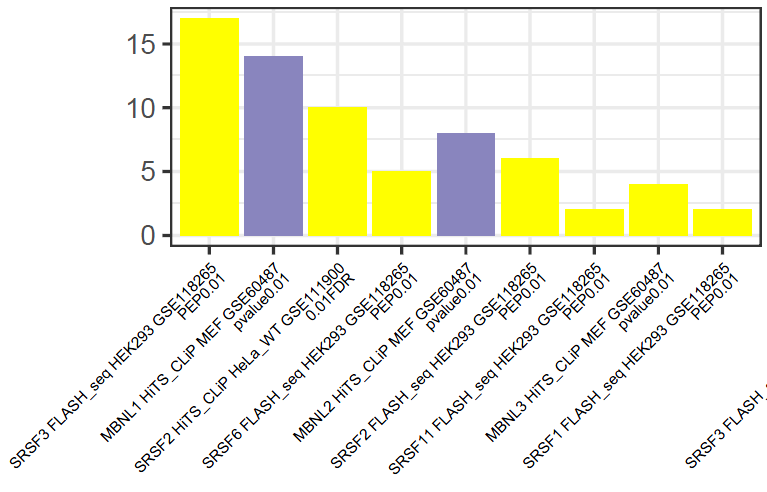 15
10
5
0
SRSF3 FLASH_seq HEK293 GSE118265
PEP0.01
MBNL1 HiTS_CLiP MEF GSE60487
pvalue0.01
SRSF2 HiTS_CLiP HeLa_WT GSE111900
0.01FDR
SRSF6 FLASH_seq HEK293 GSE118265
PEP0.01
MBNL2 HiTS_CLiP MEF GSE60487
pvalue0.01
SRSF2 FLASH_seq HEK293 GSE118265
PEP0.01
SRSF11 FLASH_seq HEK293 GSE118265
PEP0.01
MBNL3 HiTS_CLiP MEF GSE60487
pvalue0.01
SRSF1 FLASH_seq HEK293 GSE118265
PEP0.01
SRSF3 FLASH_